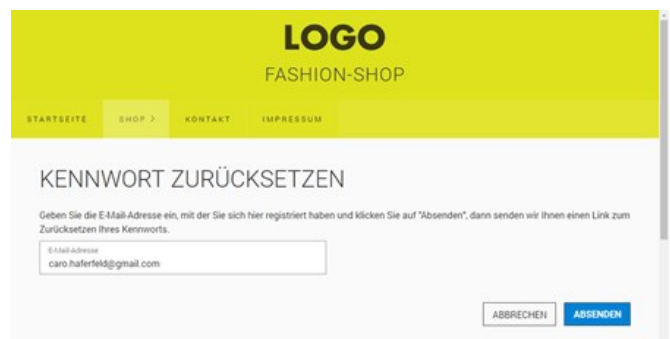 LOGO
FASHION-SHOP
STARTSEITE SHOP > KONTAKT IMPRESSUM
KENNWORT ZURÜCKSETZEN
Geben Sie die E-Mail-Adresse ein, mit der Sie sich hier registriert haben und klicken Sie auf "Absenden", dann senden wir Ihnen einen Link zum
Zurücksetzen Ihres Kennworts.
E-Mail-Adresse
caro.haferfeld@gmail.com
ABBRECHEN ABSENDEN